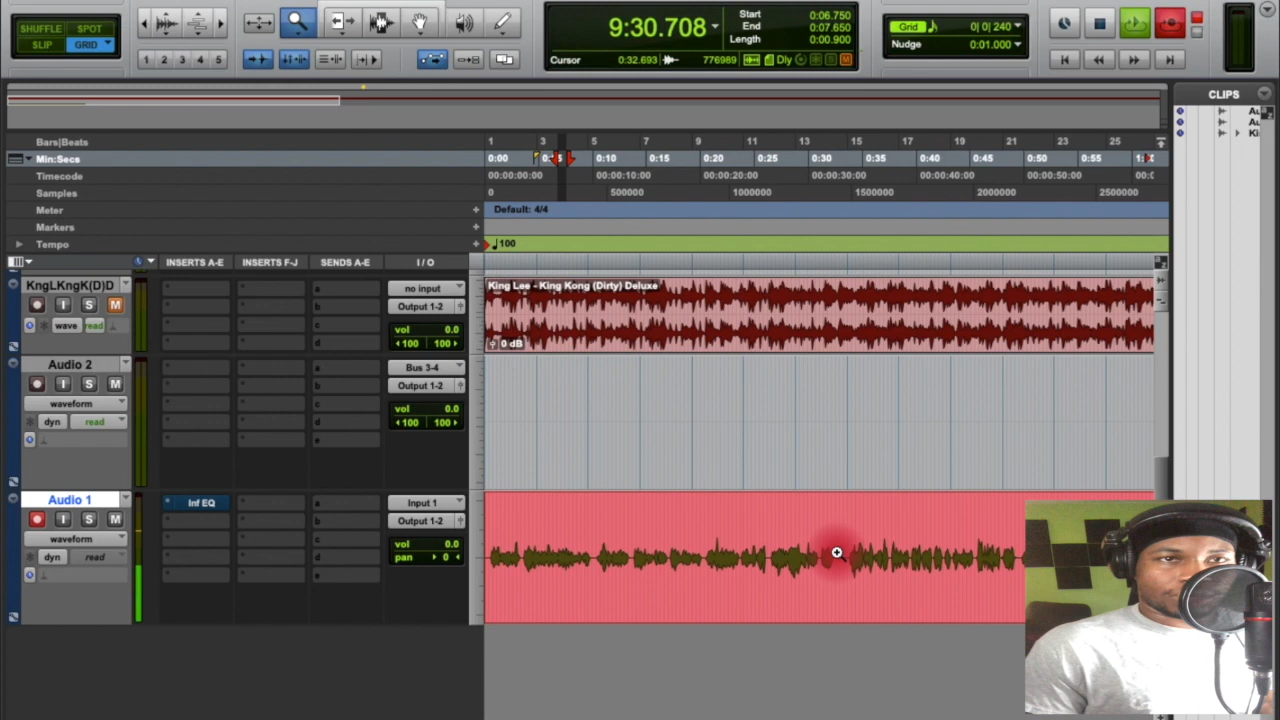 SHUFFLE SPOT
SLIP GRID
1 2 3 4 5
9:30.708
Start 0:06.750
End 0:07.650
Length 0:00.900
Cursor 0:32.693 776989 Dly
Grid 0| 0| 240
Nudge 0:01.000
CLIPS
Au
Au
Ki
Bars|Beats 1 3 5 7 9 11 13 15 17 19 21 23 25
Min:Secs 0:00 0:10 0:15 0:20 0:25 0:30 0:35 0:40 0:45 0:50 0:55
Timecode 00:00:00:00 00:00:10:00 00:00:20:00 00:00:30:00 00:00:40:00 00:00:50:00
Samples 0 500000 1000000 1500000 2000000 2500000
Meter Default: 4/4
Markers
Tempo 100
INSERTS A-E INSERTS F-J SENDS A-E I / O
KngLKngK(D)D
I S M
wave read
a
b
c
d
no input
Output 1-2
vol 0.0
100 100
King Lee - King Kong (Dirty) Deluxe
0 dB
Audio 2
I S M
waveform
dyn read
a
b
c
d
e
Bus 3-4
Output 1-2
vol 0.0
100 100
Audio 1
I S M
waveform
dyn read
Inf EQ
a
b
c
d
e
Input 1
Output 1-2
vol 0.0
pan 0